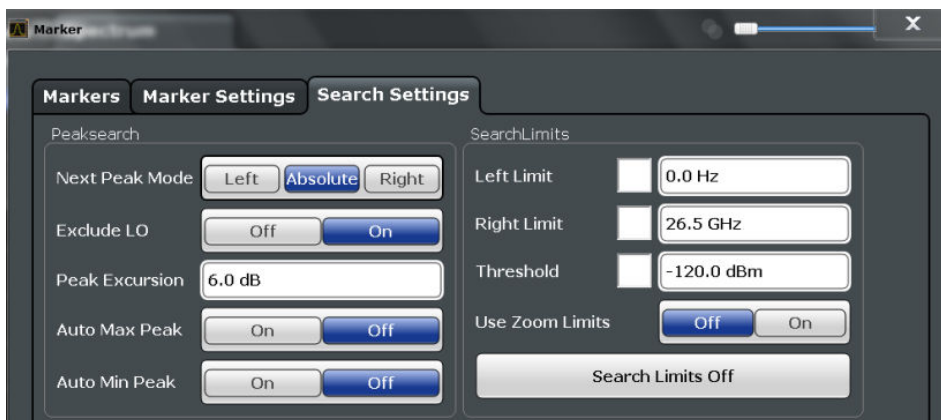 Marker
Spectrum
Markers
Marker Settings
Search Settings
Peaksearch
Next Peak Mode Left Absolute Right
Exclude LO Off On
Peak Excursion 6.0 dB
Auto Max Peak On Off
Auto Min Peak On Off
SearchLimits
Left Limit 0.0 Hz
Right Limit 26.5 GHz
Threshold -120.0 dBm
Use Zoom Limits Off On
Search Limits Off